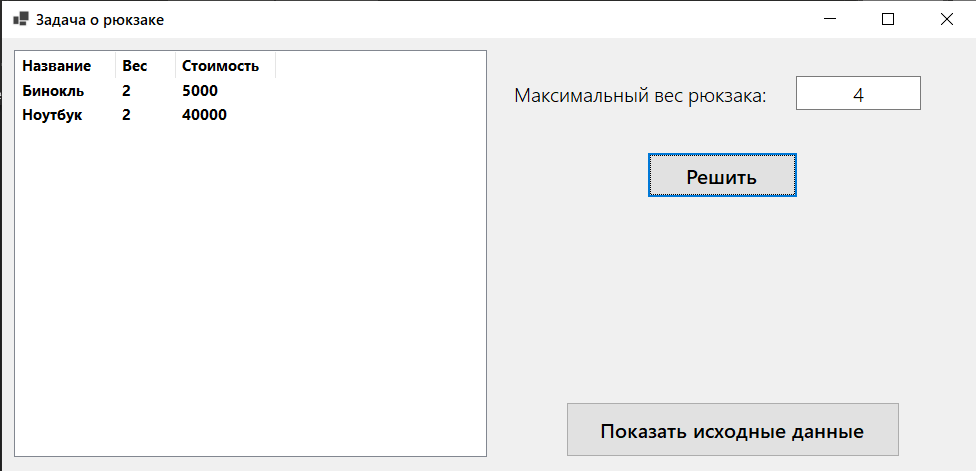 Задача о рюкзаке
Название Вес Стоимость
Бинокль 2 5000
Ноутбук 2 40000
Максимальный вес рюкзака: 4
Решить
Показать исходные данные